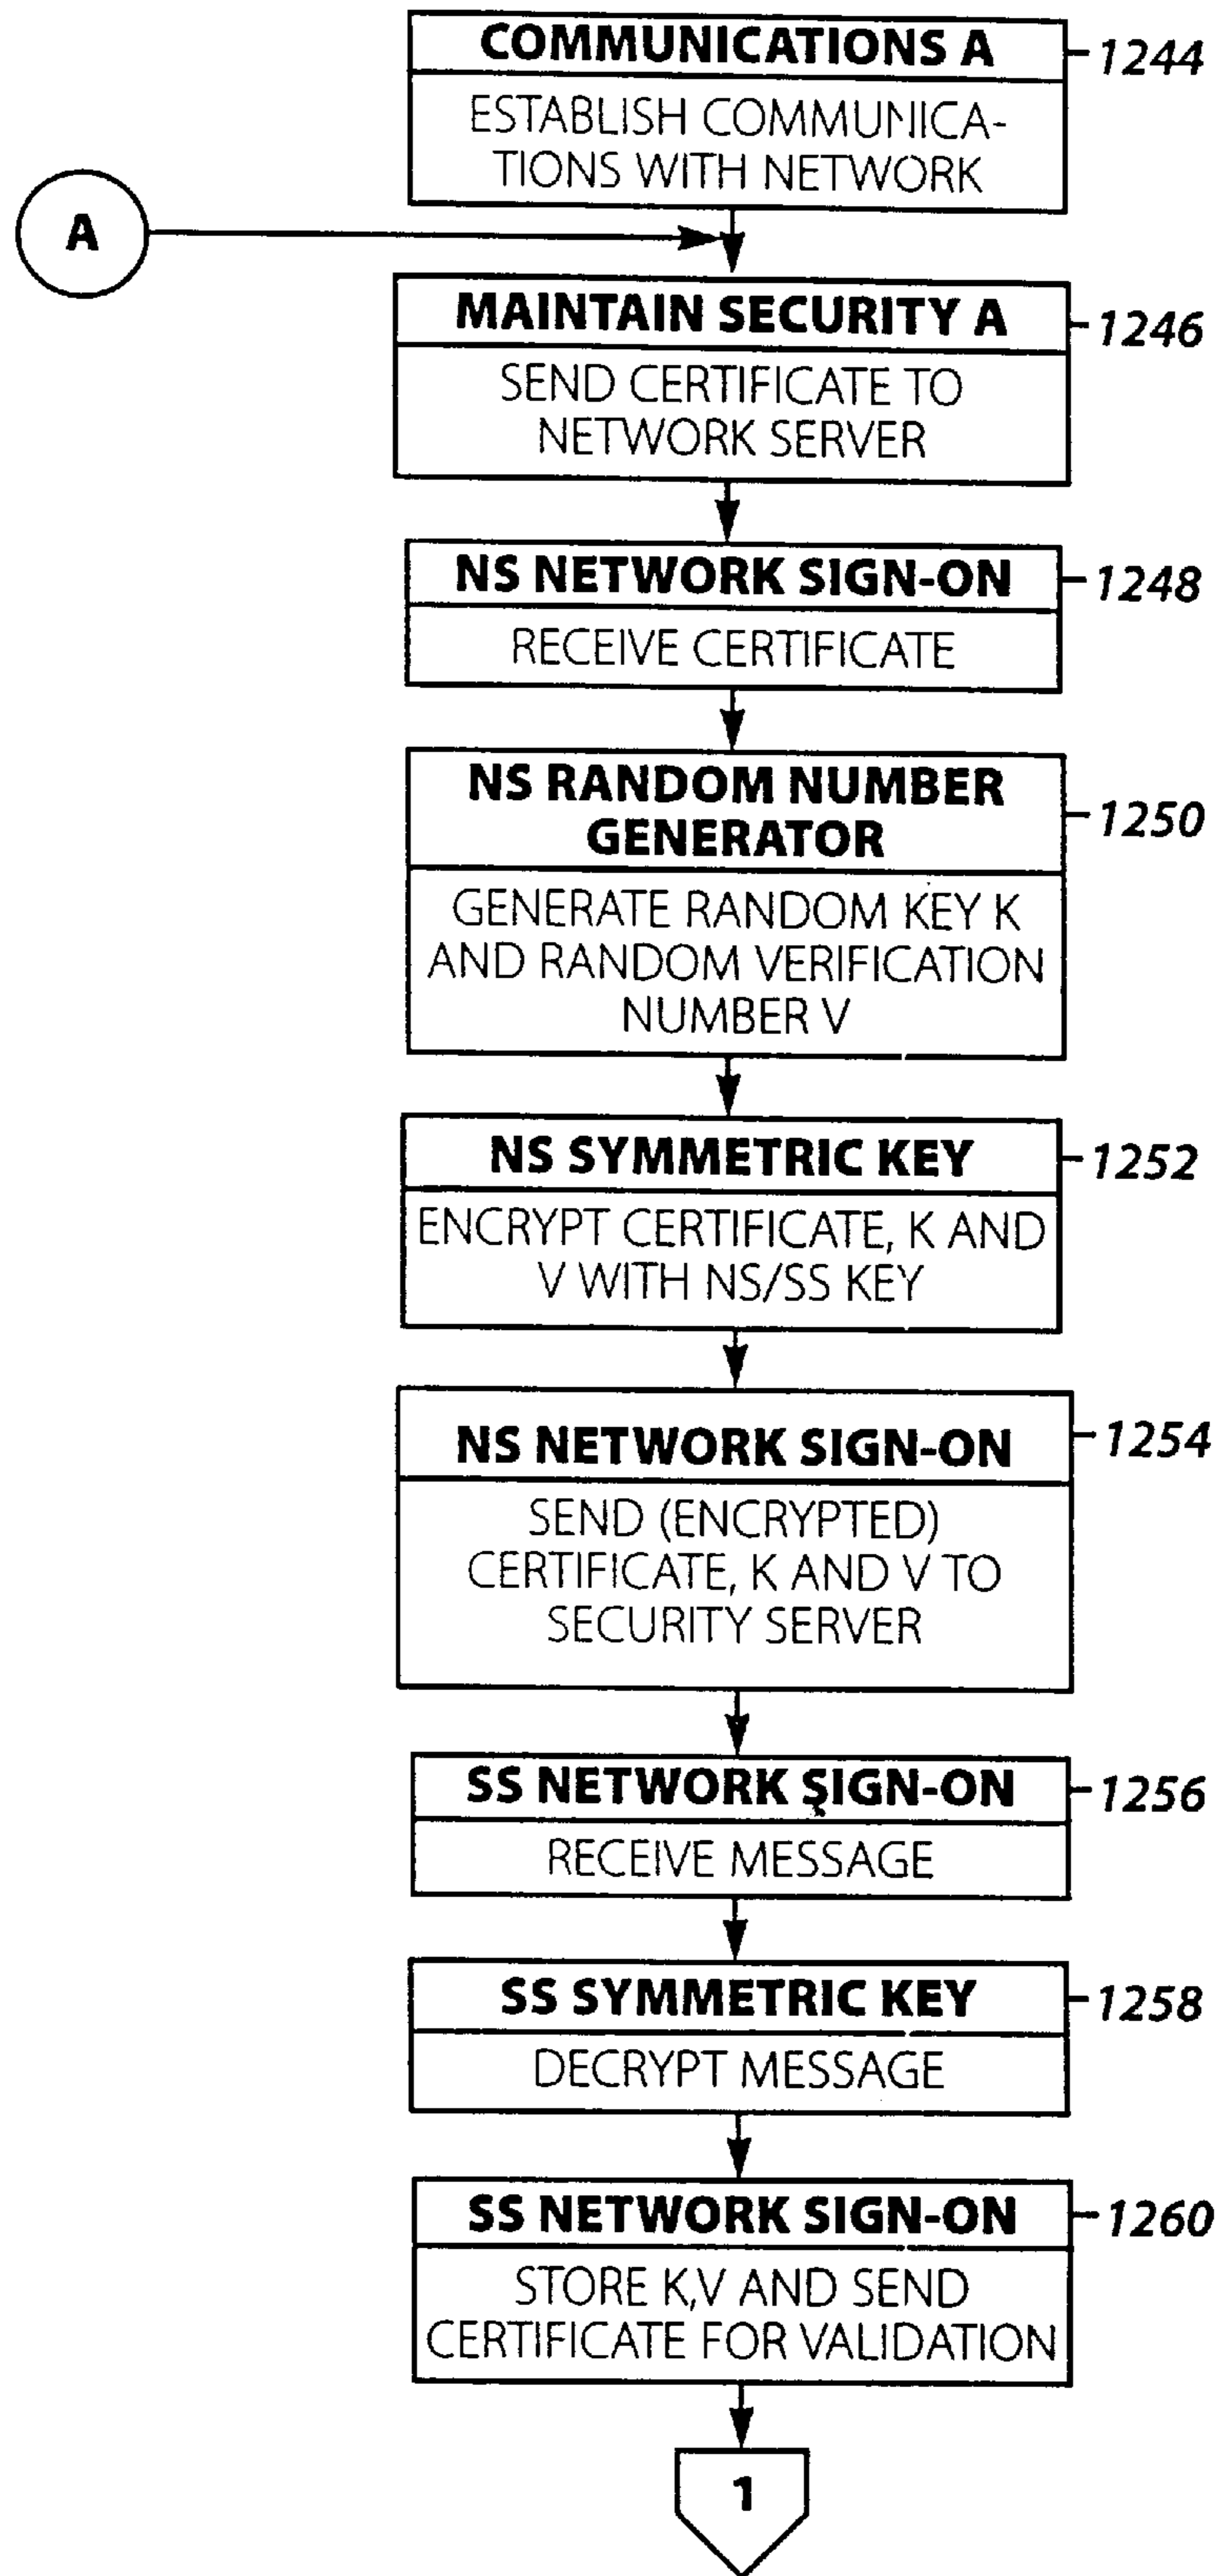 COMMUNICATIONS A
1244
ESTABLISH COMMUNICA-
TIONS WITH NETWORK
A
MAINTAIN SECURITY A
1246
SEND CERTIFICATE TO
NETWORK SERVER
NS NETWORK SIGN-ON
1248
RECEIVE CERTIFICATE
NS RANDOM NUMBER
GENERATOR
1250
GENERATE RANDOM KEY K
AND RANDOM VERIFICATION
NUMBER V
NS SYMMETRIC KEY
1252
ENCRYPT CERTIFICATE, K AND
V WITH NS/SS KEY
NS NETWORK SIGN-ON
1254
SEND (ENCRYPTED)
CERTIFICATE, K AND V TO
SECURITY SERVER
SS NETWORK SIGN-ON
1256
RECEIVE MESSAGE
SS SYMMETRIC KEY
1258
DECRYPT MESSAGE
SS NETWORK SIGN-ON
1260
STORE K,V AND SEND
CERTIFICATE FOR VALIDATION
1